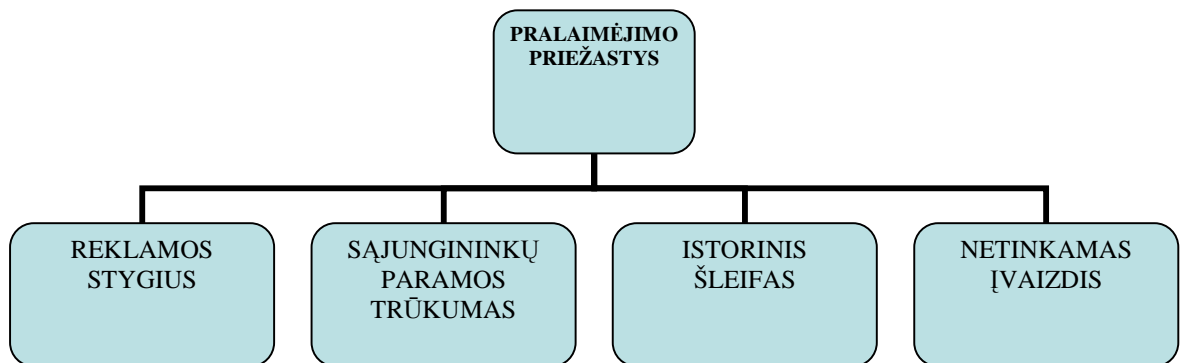 PRALAIMĖJIMO
PRIEŽASTYS
REKLAMOS
STYGIUS
SĄJUNGININKŲ
PARAMOS
TRŪKUMAS
ISTORINIS
ŠLEIFAS
NETINKAMAS
ĮVAIZDIS